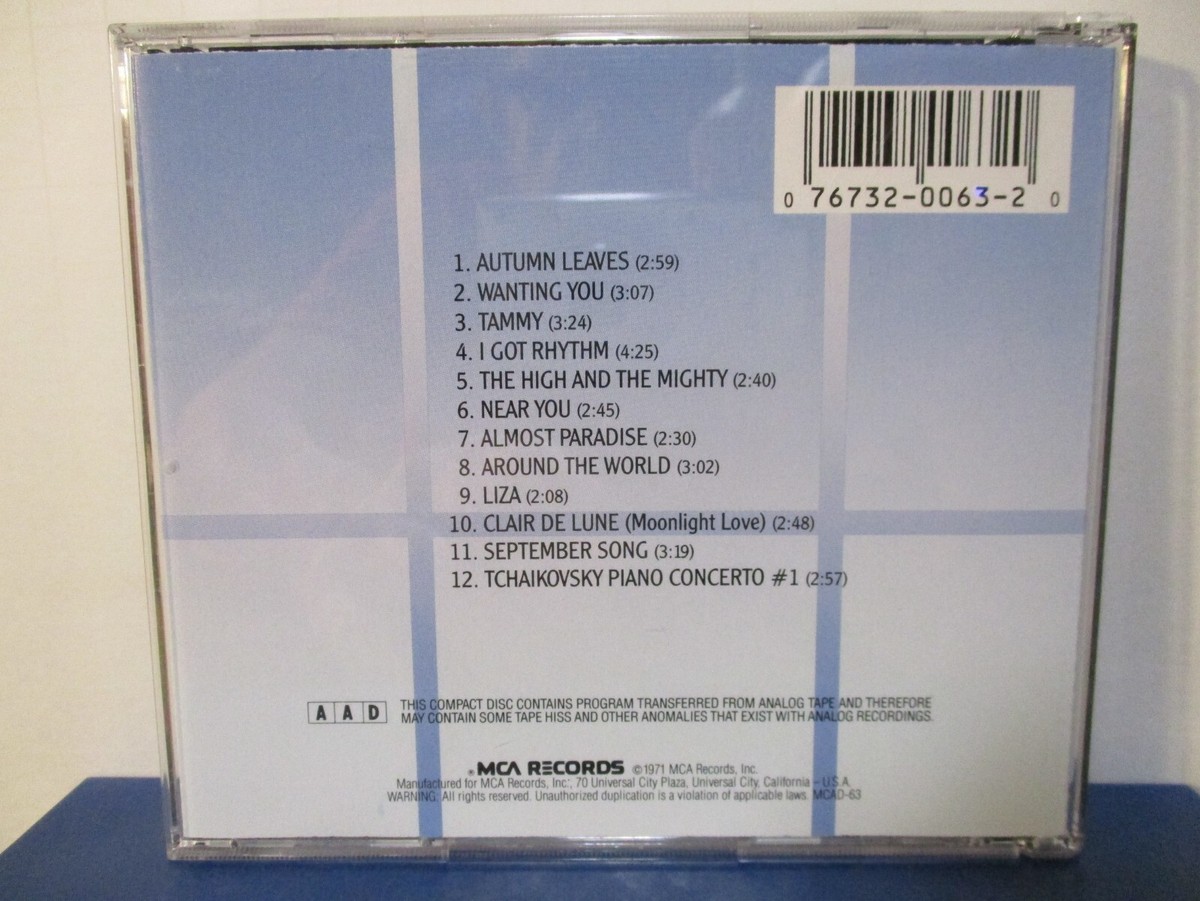 0 76732-0063-2 0
1. AUTUMN LEAVES (2:59)
2. WANTING YOU (3:07)
3. TAMMY (3:24)
4. I GOT RHYTHM (4:25)
5. THE HIGH AND THE MIGHTY (2:40)
6. NEAR YOU (2:45)
7. ALMOST PARADISE (2:30)
8. AROUND THE WORLD (3:02)
9. LIZA (2:08)
10. CLAIR DE LUNE (Moonlight Love) (2:48)
11. SEPTEMBER SONG (3:19)
12. TCHAIKOVSKY PIANO CONCERTO #1 (2:57)
A A D THIS COMPACT DISC CONTAINS PROGRAM TRANSFERRED FROM ANALOG TAPE AND THEREFORE
MAY CONTAIN SOME TAPE HISS AND OTHER ANOMALIES THAT EXIST WITH ANALOG RECORDINGS.
MCA RECORDS ©1971 MCA Records, Inc.
Manufactured for MCA Records, Inc., 70 Universal City Plaza, Universal City, California – U.S.A.
WARNING: All rights reserved. Unauthorized duplication is a violation of applicable laws. MCAD-63